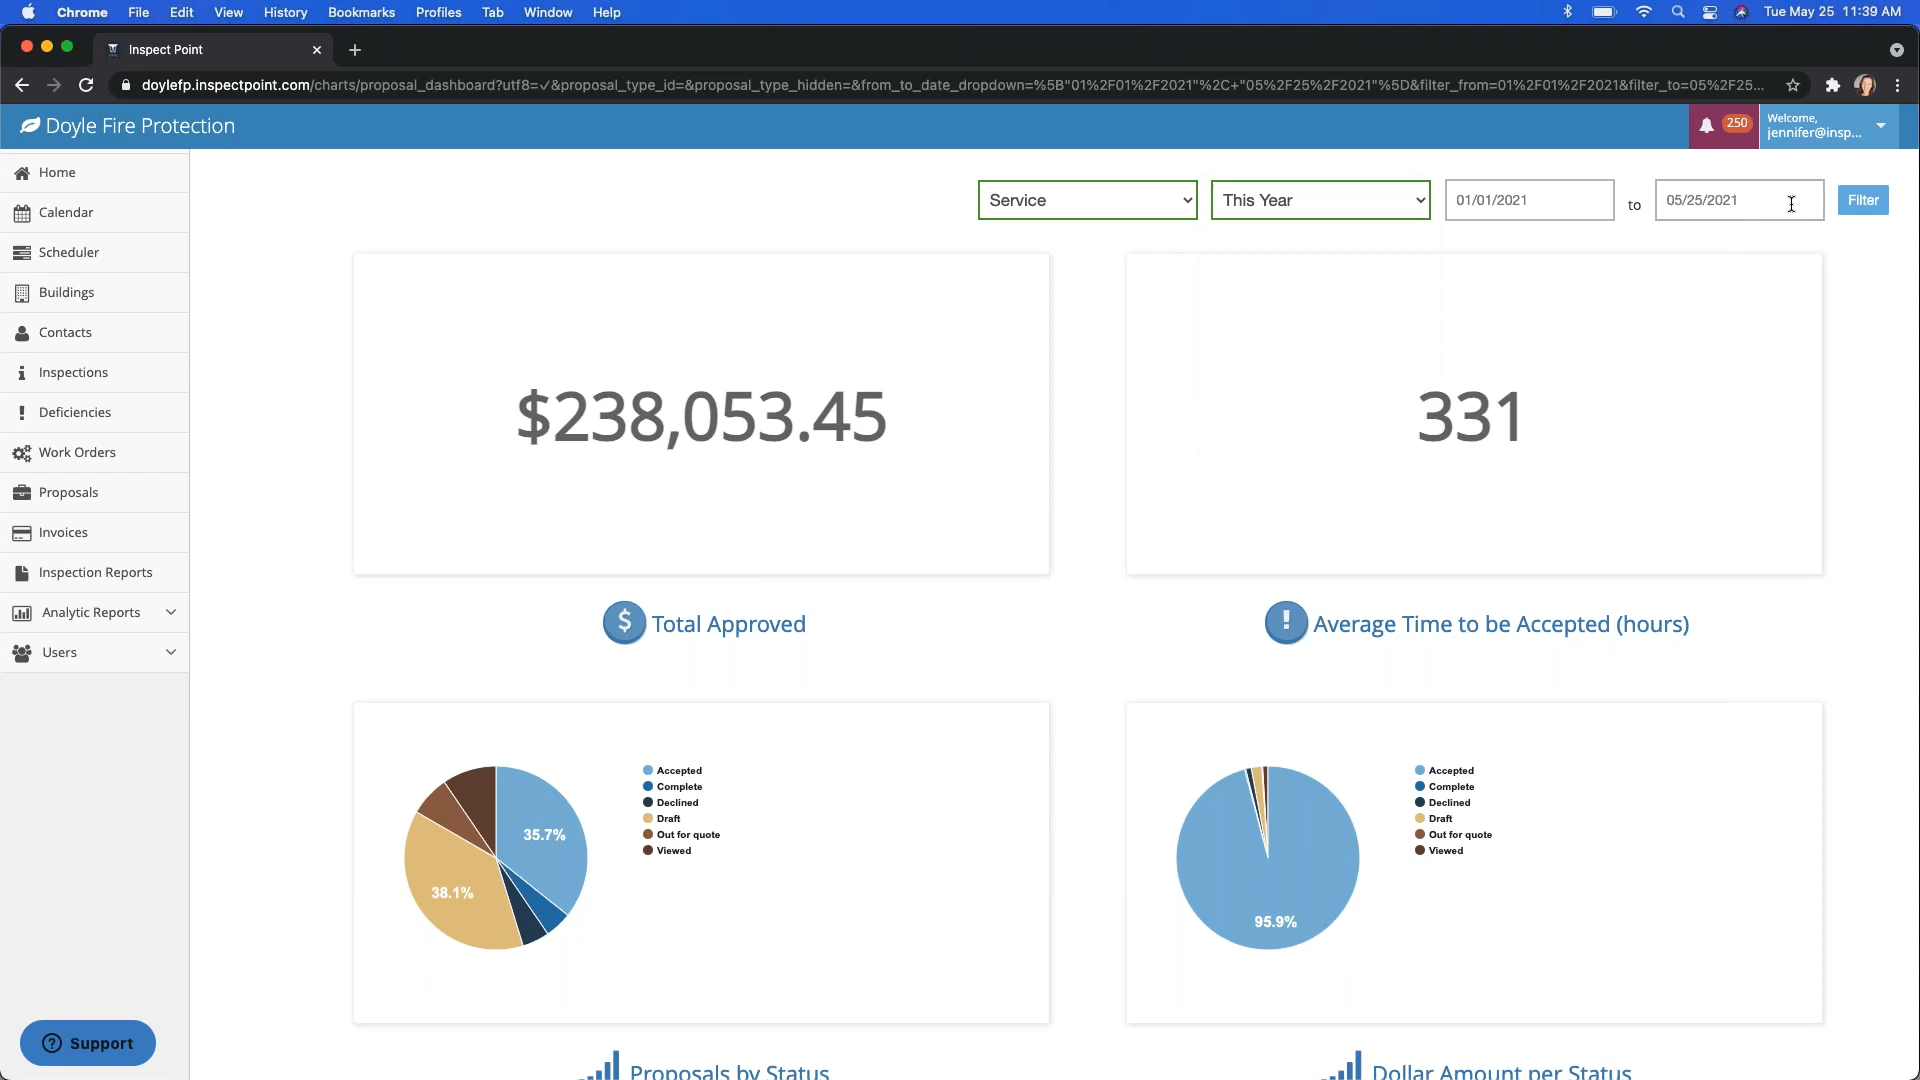 Chrome File Edit View History Bookmarks Profiles Tab Window Help Tue May 25 11:39 AM
Inspect Point
doylefp.inspectpoint.com/charts/proposal_dashboard?utf8=✓&proposal_type_id=&proposal_type_hidden=&from_to_date_dropdown=%5B"01%2F01%2F2021"%2C+"05%2F25%2F2021"%5D&filter_from=01%2F01%2F2021&filter_to=05%2F25...
Doyle Fire Protection
250
Welcome,
jennifer@insp...
Home
Calendar
Scheduler
Buildings
Contacts
Inspections
Deficiencies
Work Orders
Proposals
Invoices
Inspection Reports
Analytic Reports
Users
Support
Service This Year 01/01/2021 to 05/25/2021 Filter
$238,053.45
Total Approved
331
Average Time to be Accepted (hours)
35.7%
38.1%
Accepted
Complete
Declined
Draft
Out for quote
Viewed
Proposals by Status
95.9%
Accepted
Complete
Declined
Draft
Out for quote
Viewed
Dollar Amount per Status